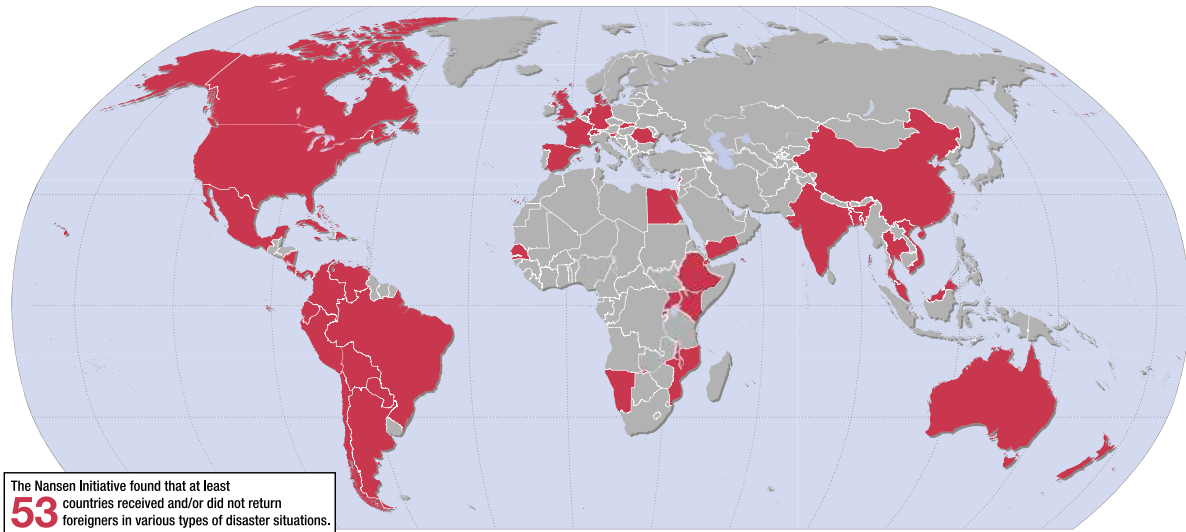 The Nansen Initiative found that at least
53 countries received and/or did not return
foreigners in various types of disaster situations.